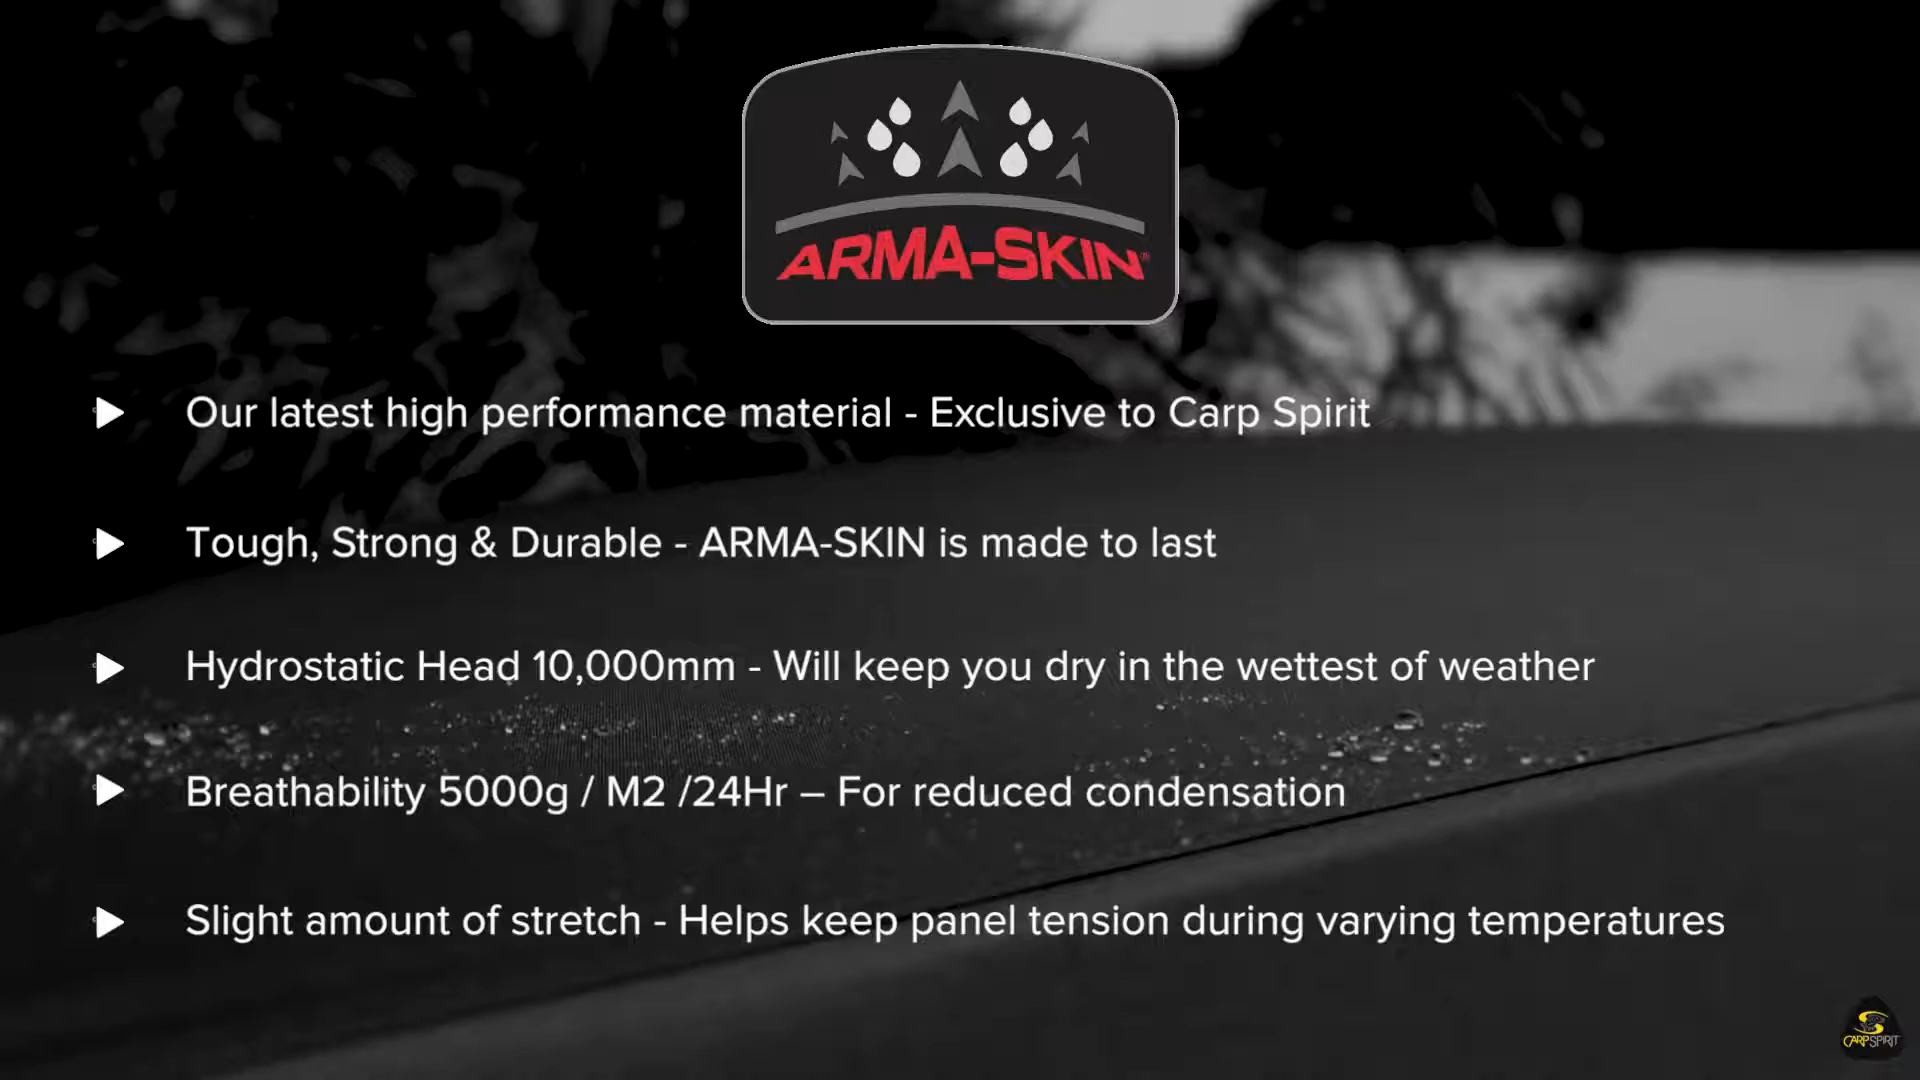 ARMA-SKIN
Our latest high performance material - Exclusive to Carp Spirit
Tough, Strong & Durable - ARMA-SKIN is made to last
Hydrostatic Head 10,000mm - Will keep you dry in the wettest of weather
Breathability 5000g / M2 /24Hr – For reduced condensation
Slight amount of stretch - Helps keep panel tension during varying temperatures
CARP SPIRIT